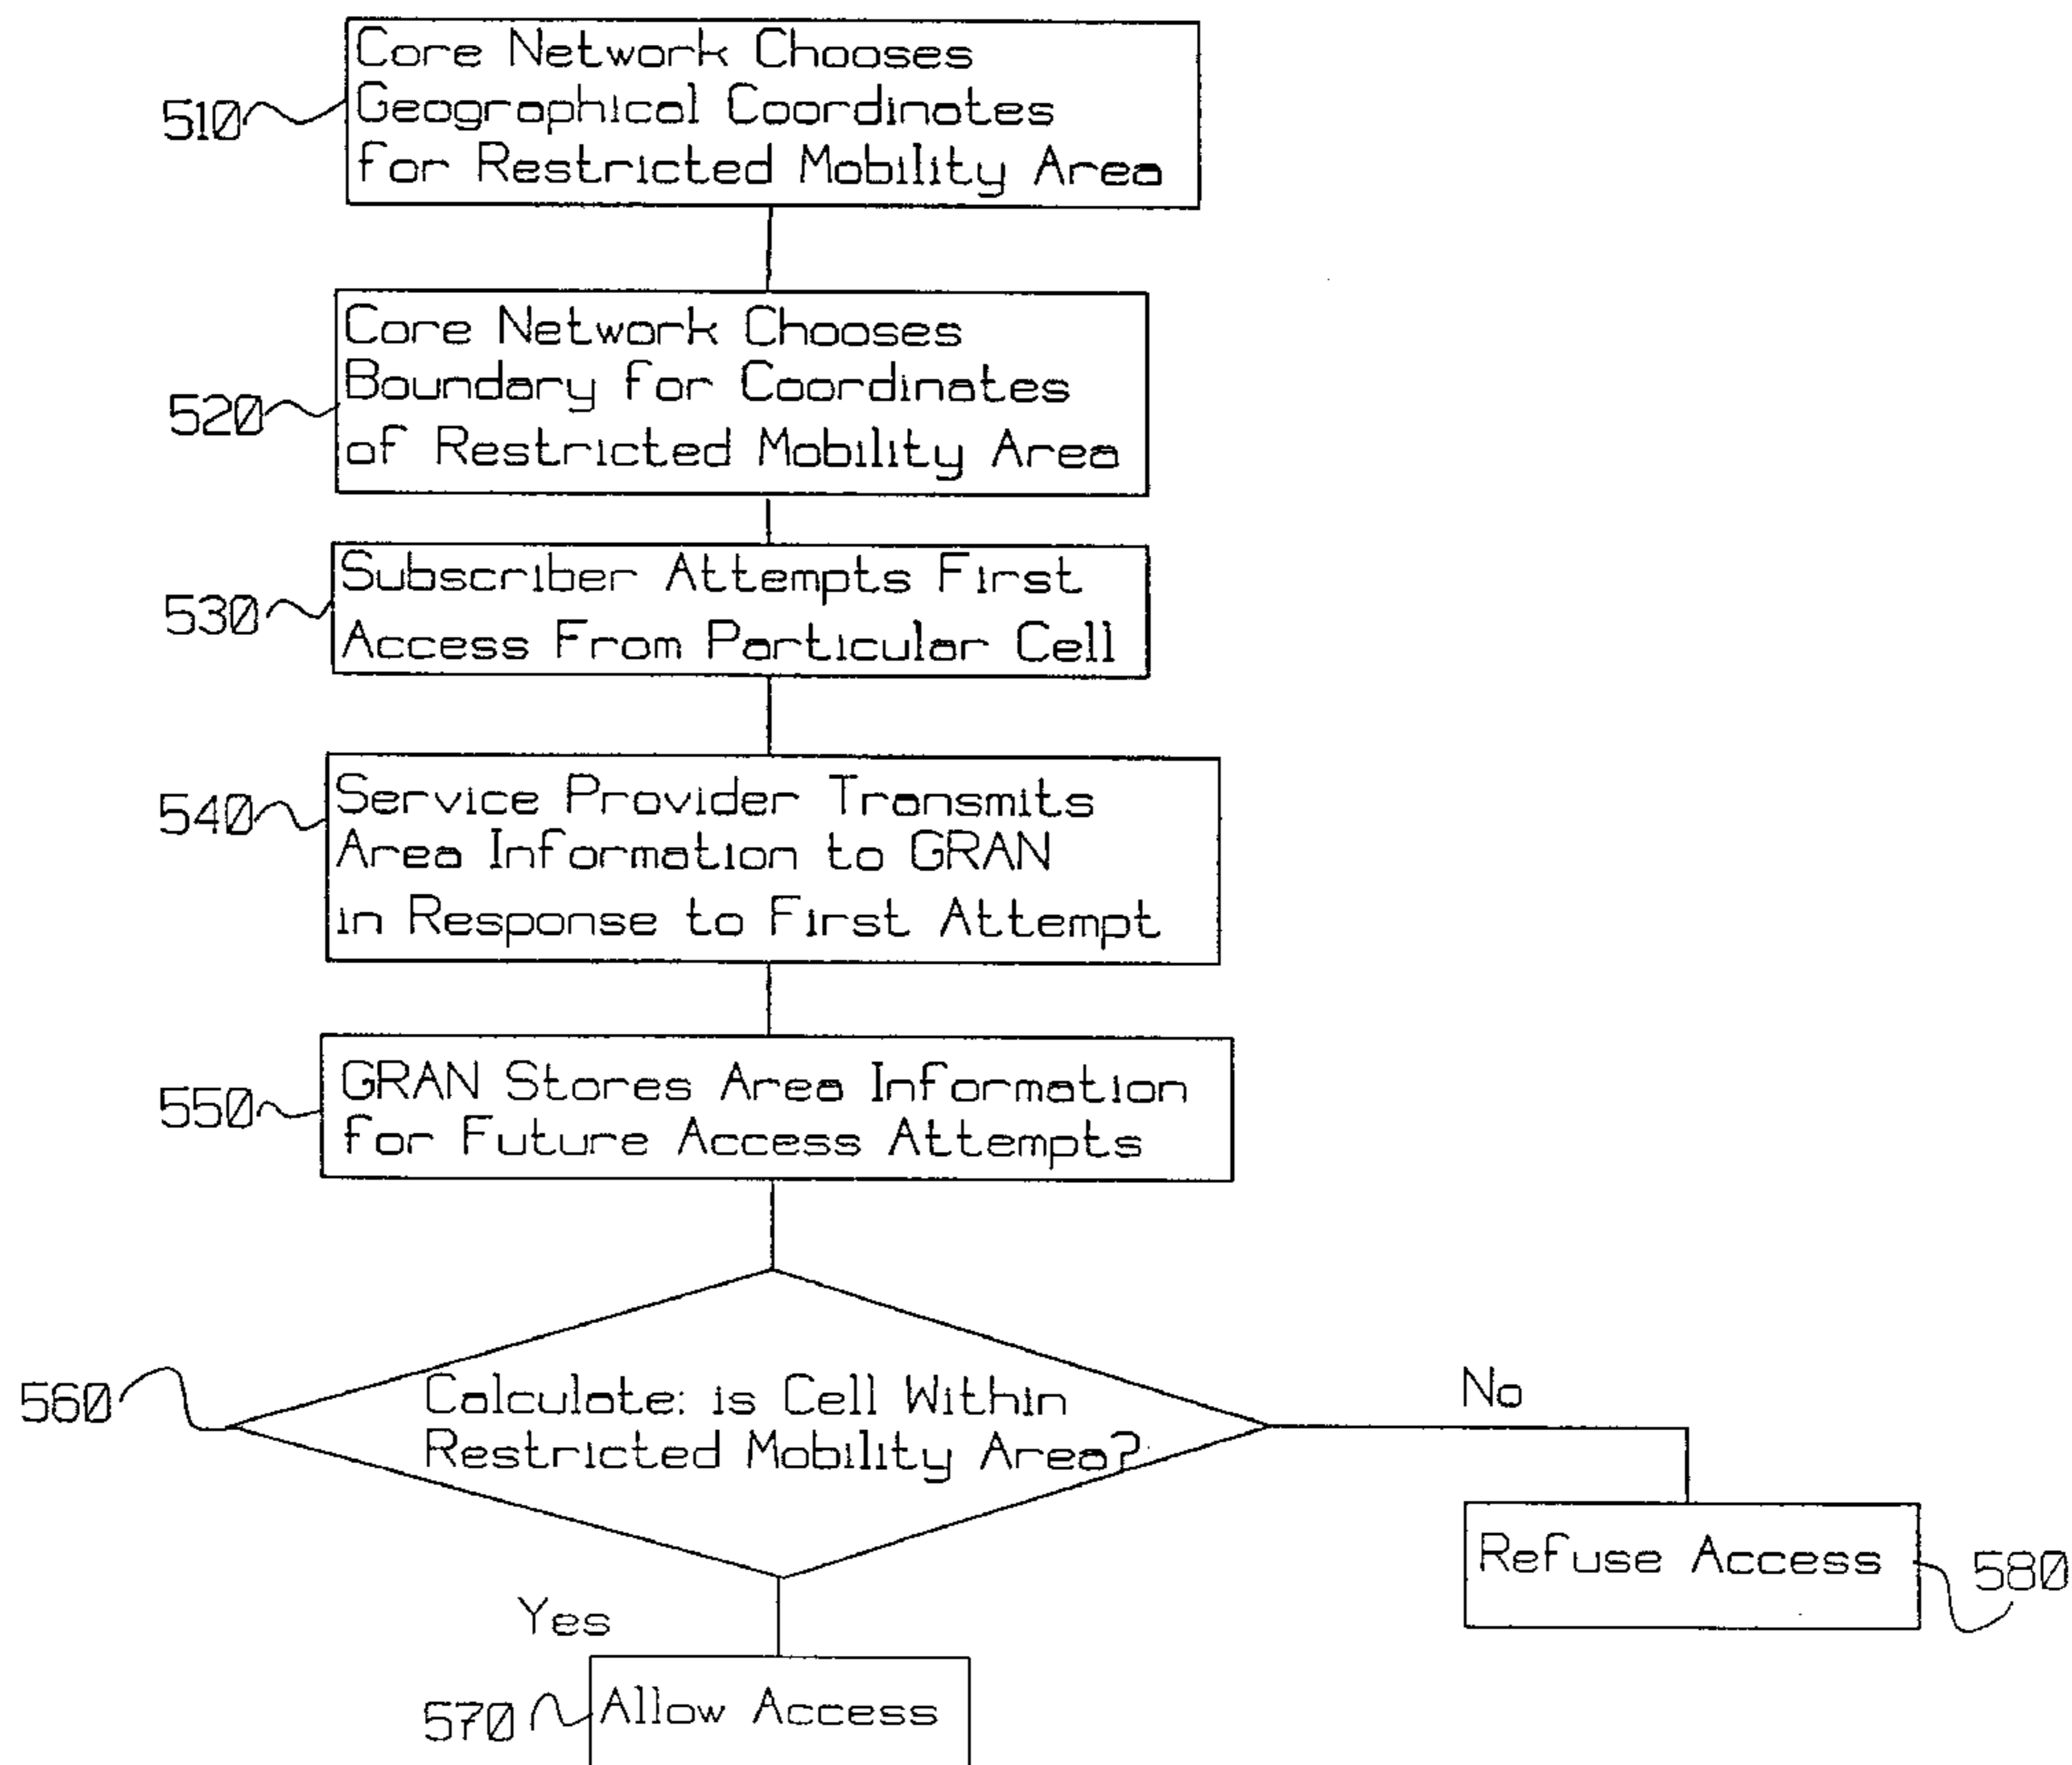 Core Network Chooses
Geographical Coordinates
for Restricted Mobility Area
510
Core Network Chooses
Boundary for Coordinates
of Restricted Mobility Area
520
Subscriber Attempts First
Access From Particular Cell
530
Service Provider Transmits
Area Information to GRAN
in Response to First Attempt
540
GRAN Stores Area Information
for Future Access Attempts
550
Calculate: is Cell Within
Restricted Mobility Area?
560
No
Refuse Access
580
Yes
Allow Access
570